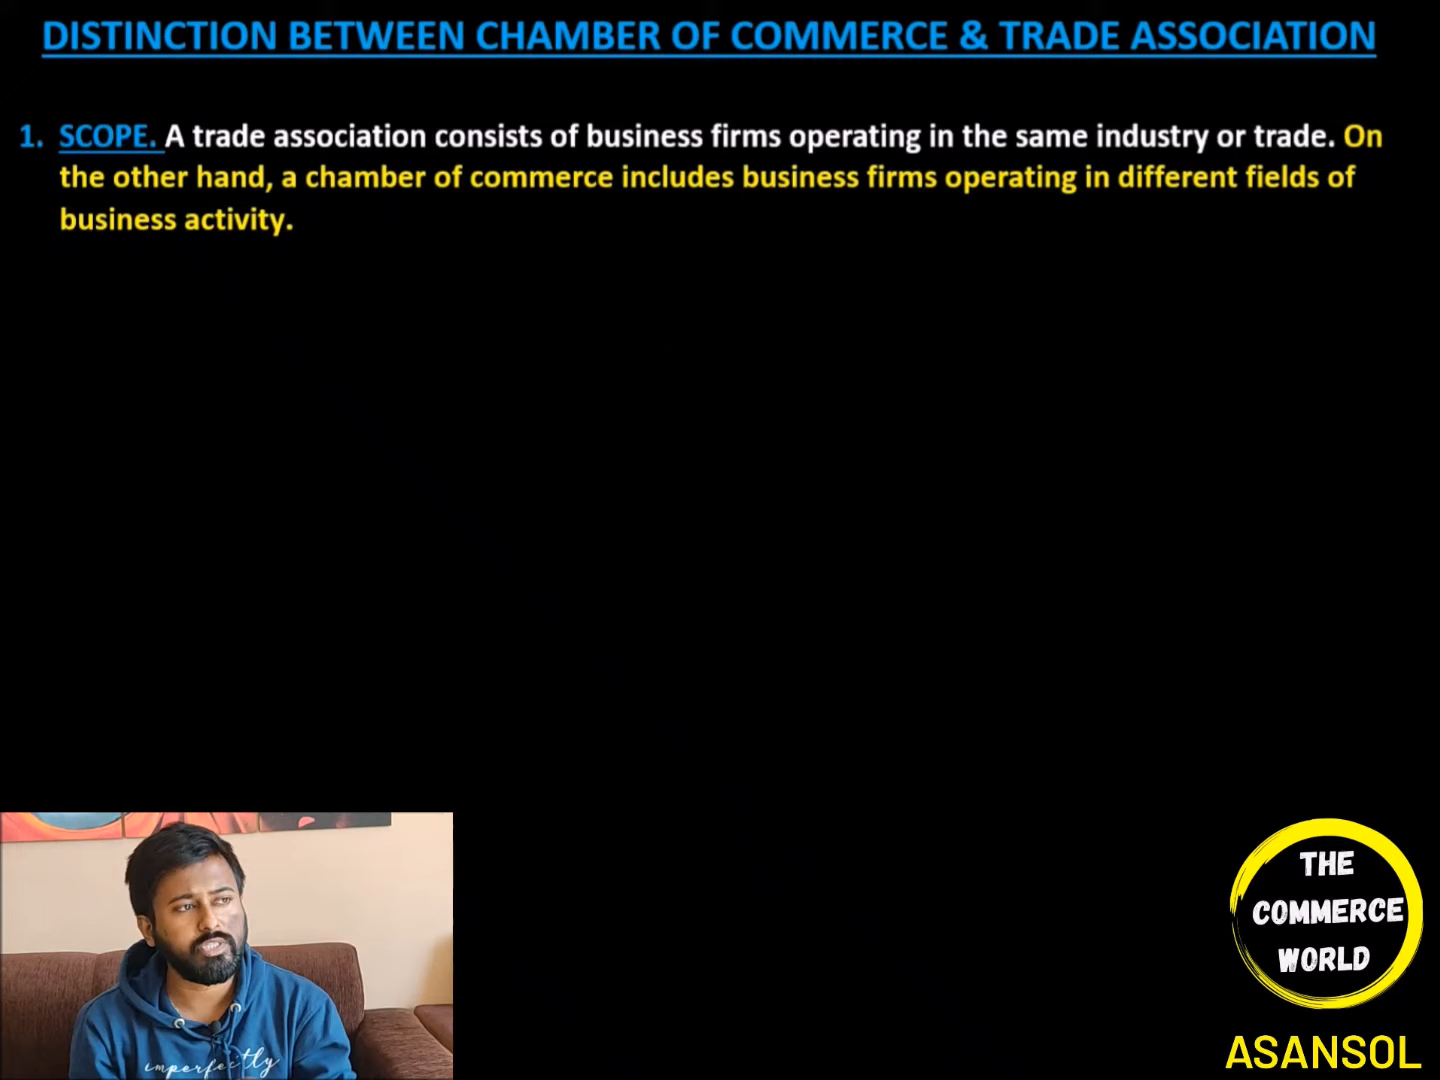 DISTINCTION BETWEEN CHAMBER OF COMMERCE & TRADE ASSOCIATION
1. SCOPE. A trade association consists of business firms operating in the same industry or trade. On
the other hand, a chamber of commerce includes business firms operating in different fields of
business activity.
imperfectly
THE
COMMERCE
WORLD
ASANSOL